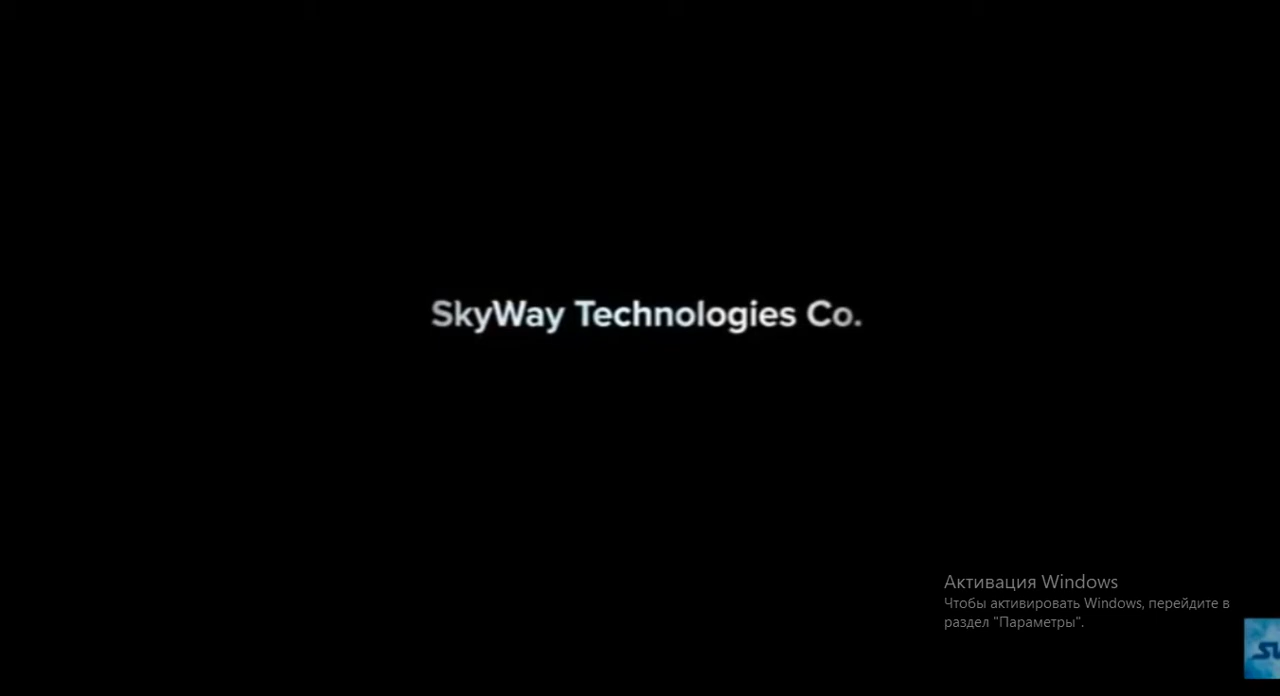 SkyWay Technologies Co.
Активация Windows
Чтобы активировать Windows, перейдите в
раздел "Параметры".